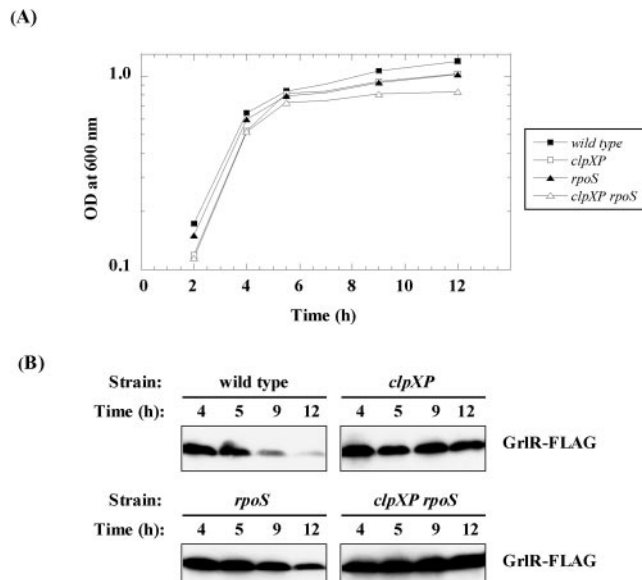 (A)
1.0
0.1
OD at 600 nm
0 2 4 6 8 10 12
Time (h)
wild type
clpXP
rpoS
clpXP rpoS
(B)
Strain: wild type clpXP
Time (h): 4 5 9 12 4 5 9 12
GrlR-FLAG
Strain: rpoS clpXP rpoS
Time (h): 4 5 9 12 4 5 9 12
GrlR-FLAG